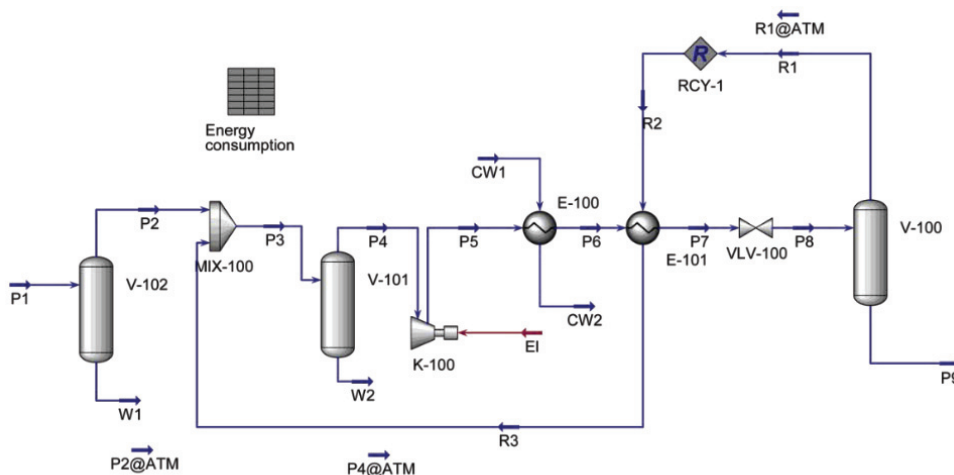 R1@ATM
R
R1
RCY-1
R2
Energy
consumption
CW1
E-100
P2
P3
P4
P5
P6
P7
P8
V-100
MIX-100
E-101
VLV-100
P1
V-102
V-101
CW2
K-100
EI
P9
W1
W2
R3
P2@ATM
P4@ATM